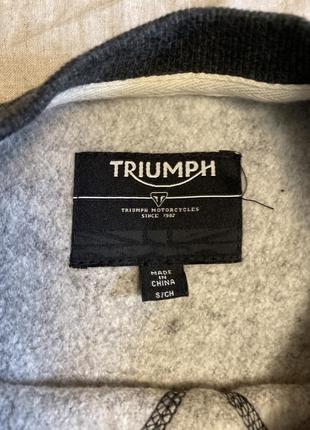 TRIUMPH
TRIUMPH MOTORCYCLES
SINCE 1902
MADE
IN
CHINA
S/CH